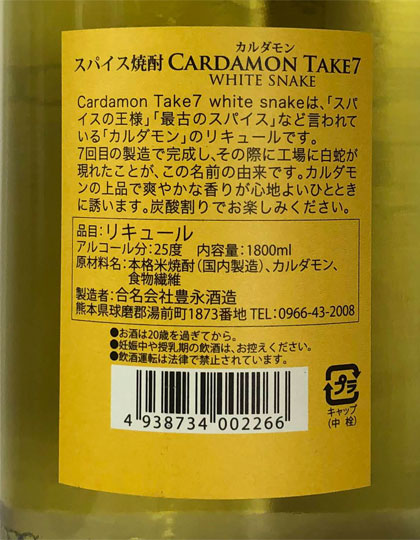 カルダモン
スパイス焼酎 CARDAMON TAKE7
WHITE SNAKE
Cardamon Take7 white snakeは、「スパ
イスの王様」「最古のスパイス」など言われて
いる「カルダモン」のリキュールです。
7回目の製造で完成し、その際に工場に白蛇が
現れたことが、この名前の由来です。カルダモ
ンの上品で爽やかな香りが心地よいひととき
に誘います。炭酸割りでお楽しみください。
品目：リキュール
アルコール分：25度 内容量：1800ml
原材料名：本格米焼酎（国内製造）、カルダモン、
食物繊維
製造者：合名会社豊永酒造
熊本県球磨郡湯前町1873番地 TEL：0966-43-2008
●お酒は20歳を過ぎてから。
●妊娠中や授乳期の飲酒は、お控えください。
●飲酒運転は法律で禁止されています。
4 938734 002266
プラ
キャップ
（中 栓）